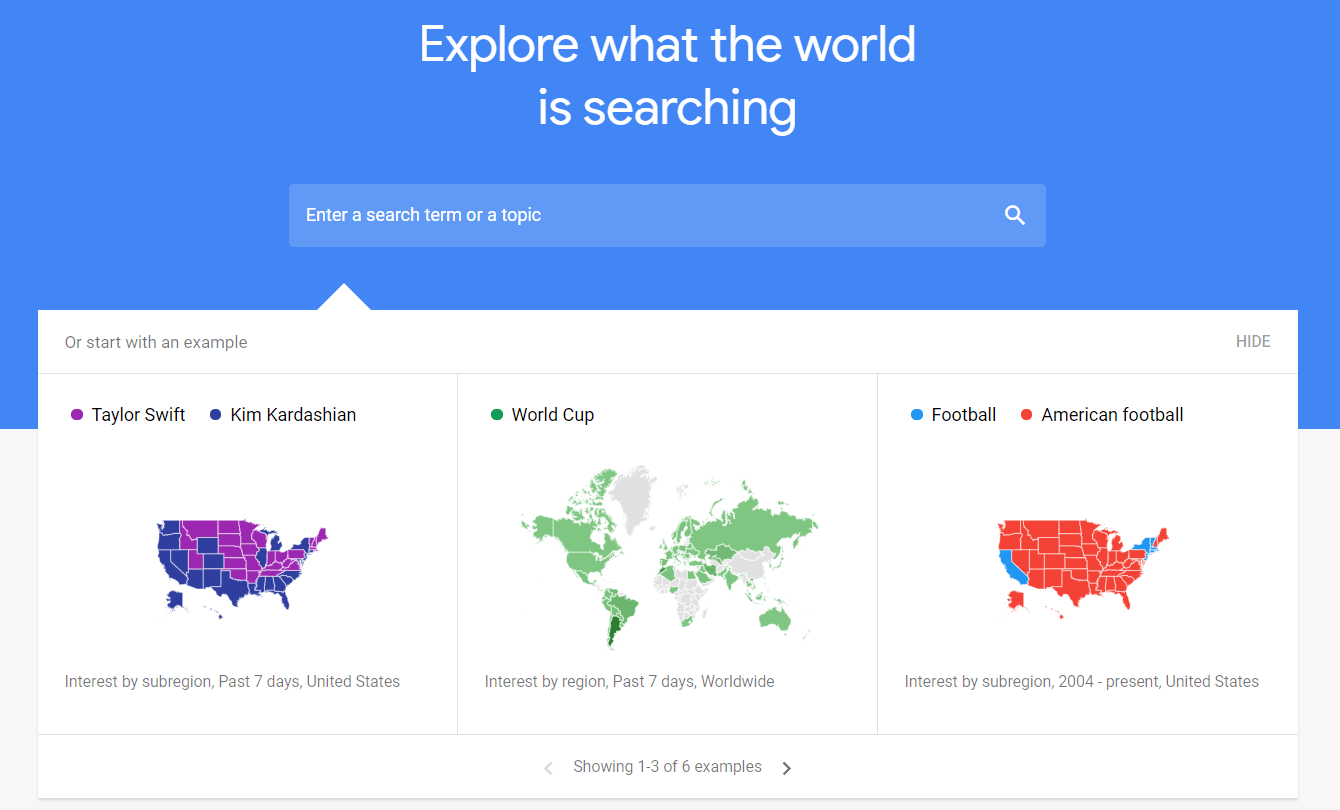 Explore what the world
is searching
Enter a search term or a topic
Or start with an example
HIDE
Taylor Swift Kim Kardashian
World Cup
Football American football
Interest by subregion, Past 7 days, United States
Interest by region, Past 7 days, Worldwide
Interest by subregion, 2004 - present, United States
Showing 1-3 of 6 examples